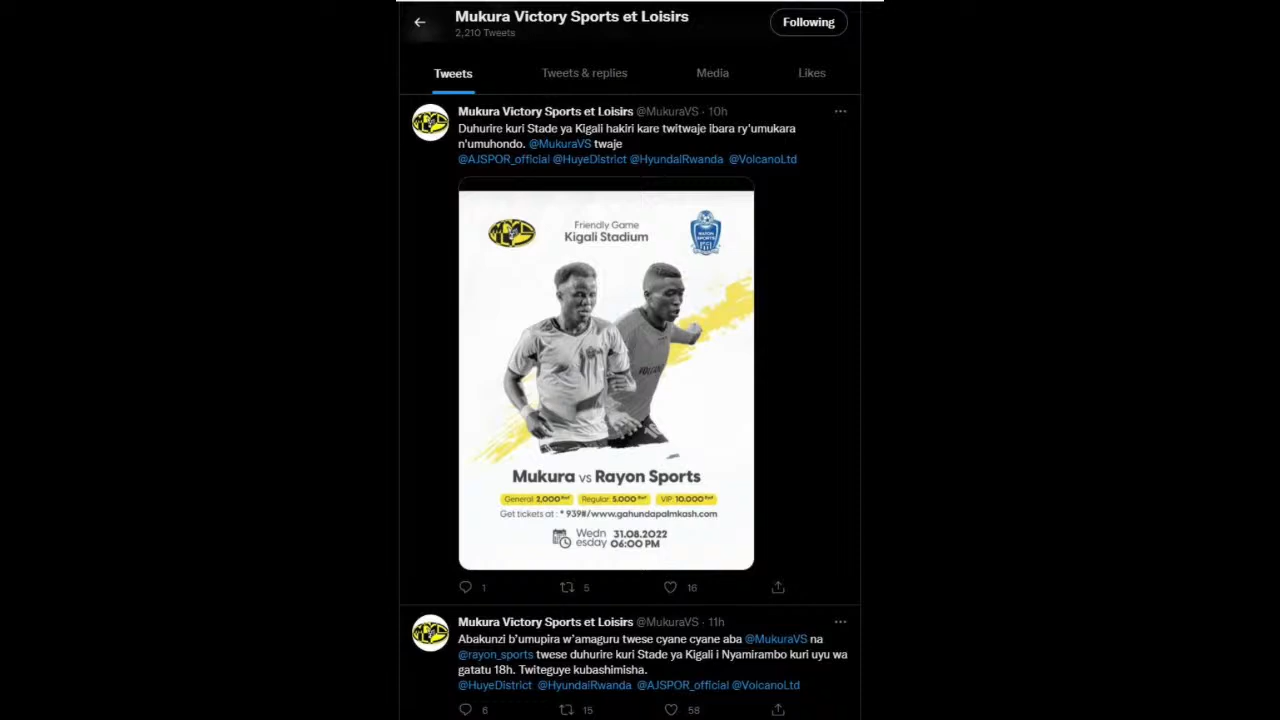 Mukura Victory Sports et Loisirs
2,210 Tweets
Following
Tweets
Tweets & replies
Media
Likes
Mukura Victory Sports et Loisirs @MukuraVS · 10h
Duhurire kuri Stade ya Kigali hakiri kare twitwaje ibara ry'umukara
n'umuhondo. @MukuraVS twaje
@AJSPOR_official @HuyeDistrict @HyundaiRwanda @VolcanoLtd
Friendly Game
Kigali Stadium
RAYON SPORTS
Mukura vs Rayon Sports
General: 2,000 Rwf Regular: 5.000 Rwf VIP: 10.000 Rwf
Get tickets at : * 939#/www.gahundapalmkash.com
Wedn
esday
31.08.2022
06:00 PM
1
5
16
Mukura Victory Sports et Loisirs @MukuraVS · 11h
Abakunzi b'umupira w'amaguru twese cyane cyane aba @MukuraVS na
@rayon_sports twese duhurire kuri Stade ya Kigali i Nyamirambo kuri uyu wa
gatatu 18h. Twiteguye kubashimisha.
@HuyeDistrict @HyundaiRwanda @AJSPOR_official @VolcanoLtd
6
15
58